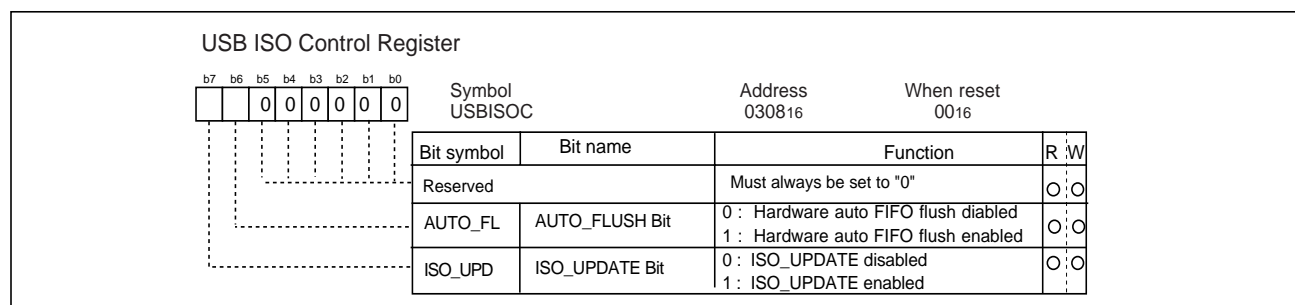 USB ISO Control Register
b7 b6 b5 b4 b3 b2 b1 b0
0 0 0 0 0 0
Symbol Address When reset
USBISOC 030816 0016
Bit symbol Bit name Function R W
Reserved Must always be set to "0" O O
AUTO_FL AUTO_FLUSH Bit 0 : Hardware auto FIFO flush diabled O O
1 : Hardware auto FIFO flush enabled
ISO_UPD ISO_UPDATE Bit 0 : ISO_UPDATE disabled O O
1 : ISO_UPDATE enabled